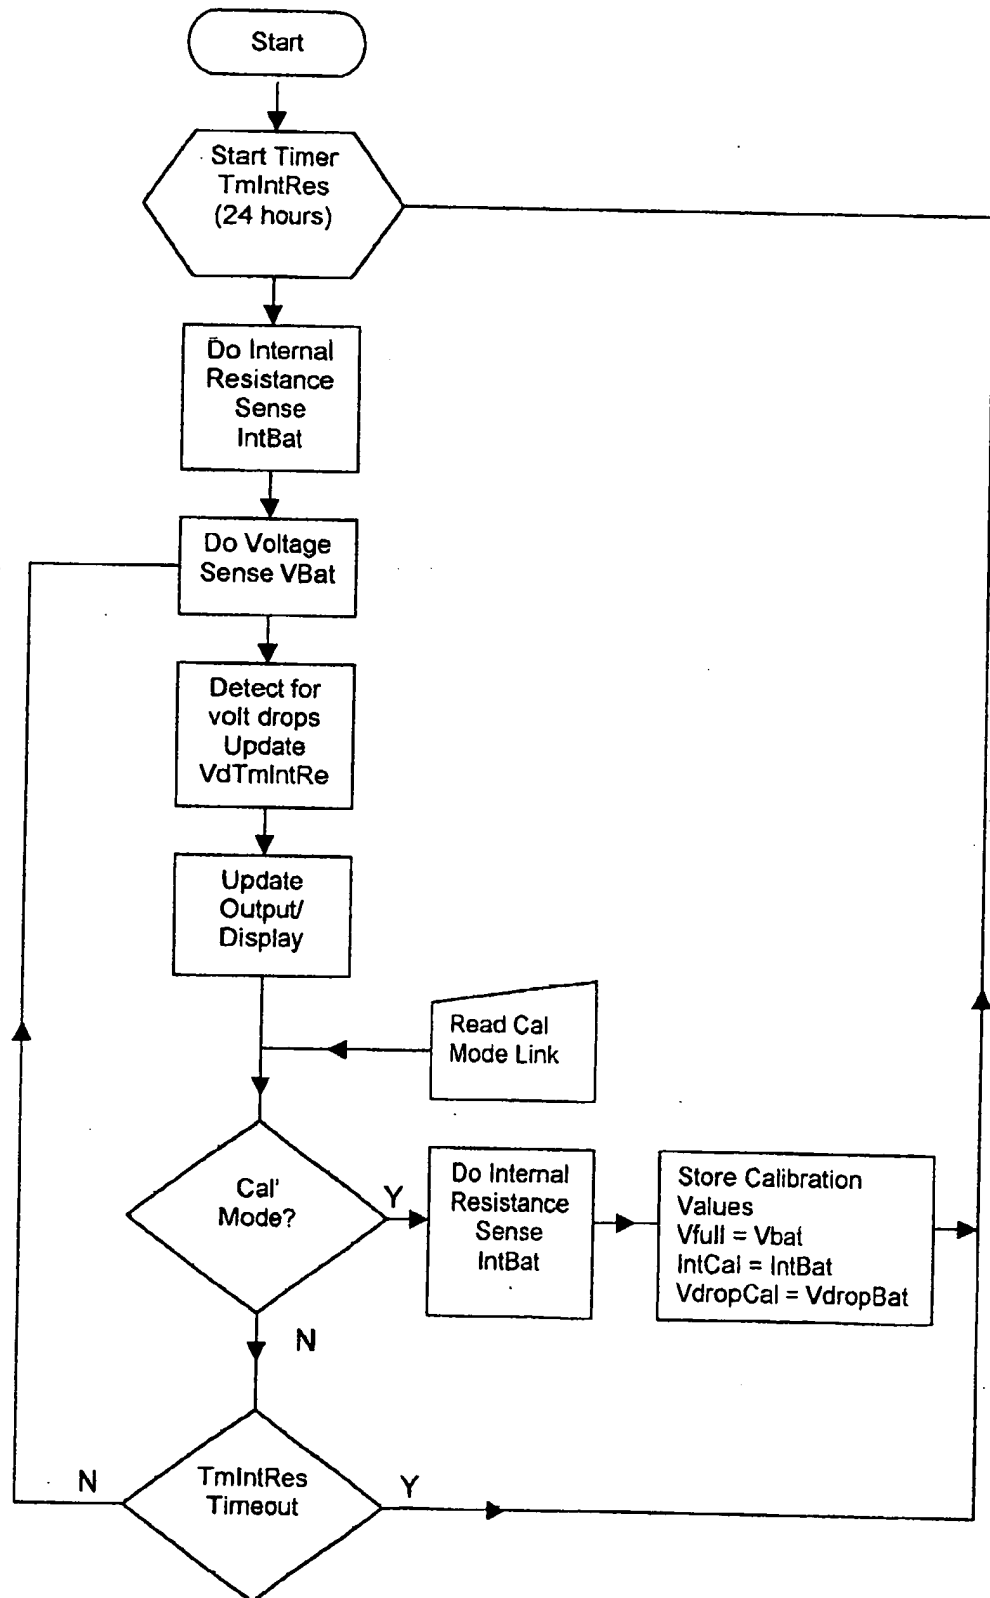 Start
Start Timer
TmIntRes
(24 hours)
Do Internal
Resistance
Sense
IntBat
Do Voltage
Sense VBat
Detect for
volt drops
Update
VdTmIntRe
Update
Output/
Display
Read Cal
Mode Link
Cal'
Mode?
Y
Do Internal
Resistance
Sense
IntBat
Store Calibration
Values
Vfull = Vbat
IntCal = IntBat
VdropCal = VdropBat
N
TmIntRes
Timeout
N
Y